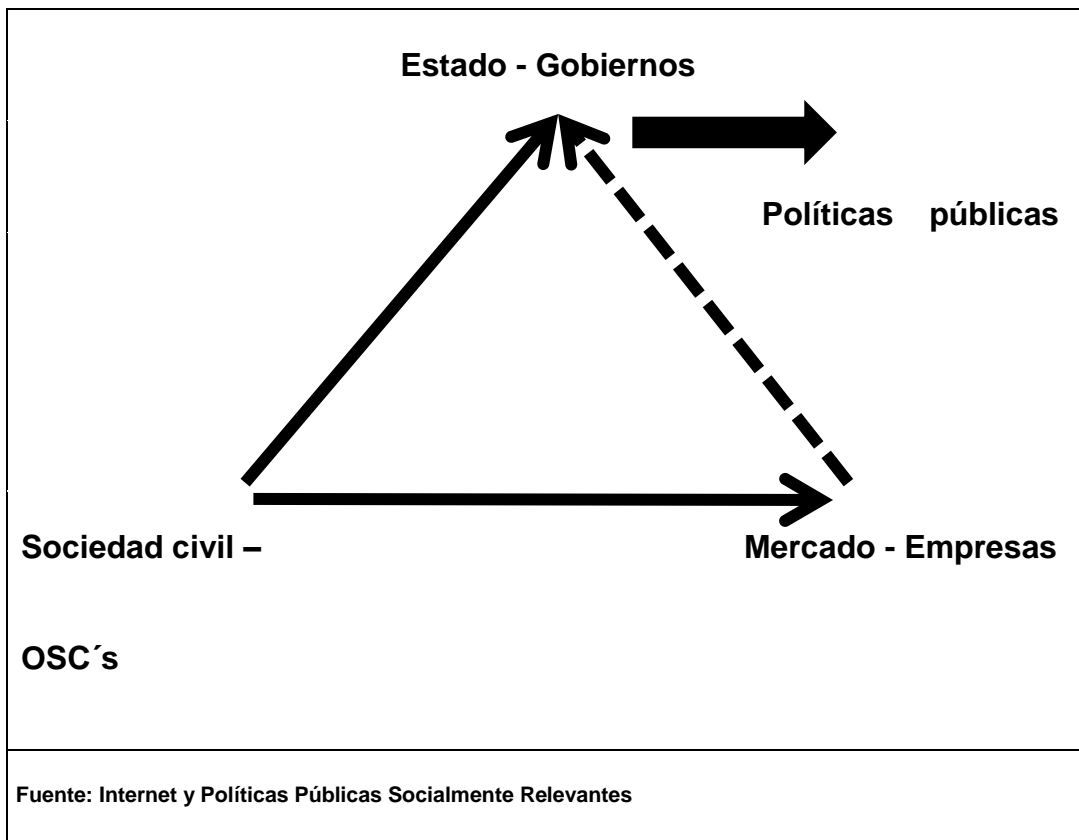 Estado - Gobiernos
Políticas públicas
Sociedad civil –
Mercado - Empresas
OSC´s
Fuente: Internet y Políticas Públicas Socialmente Relevantes